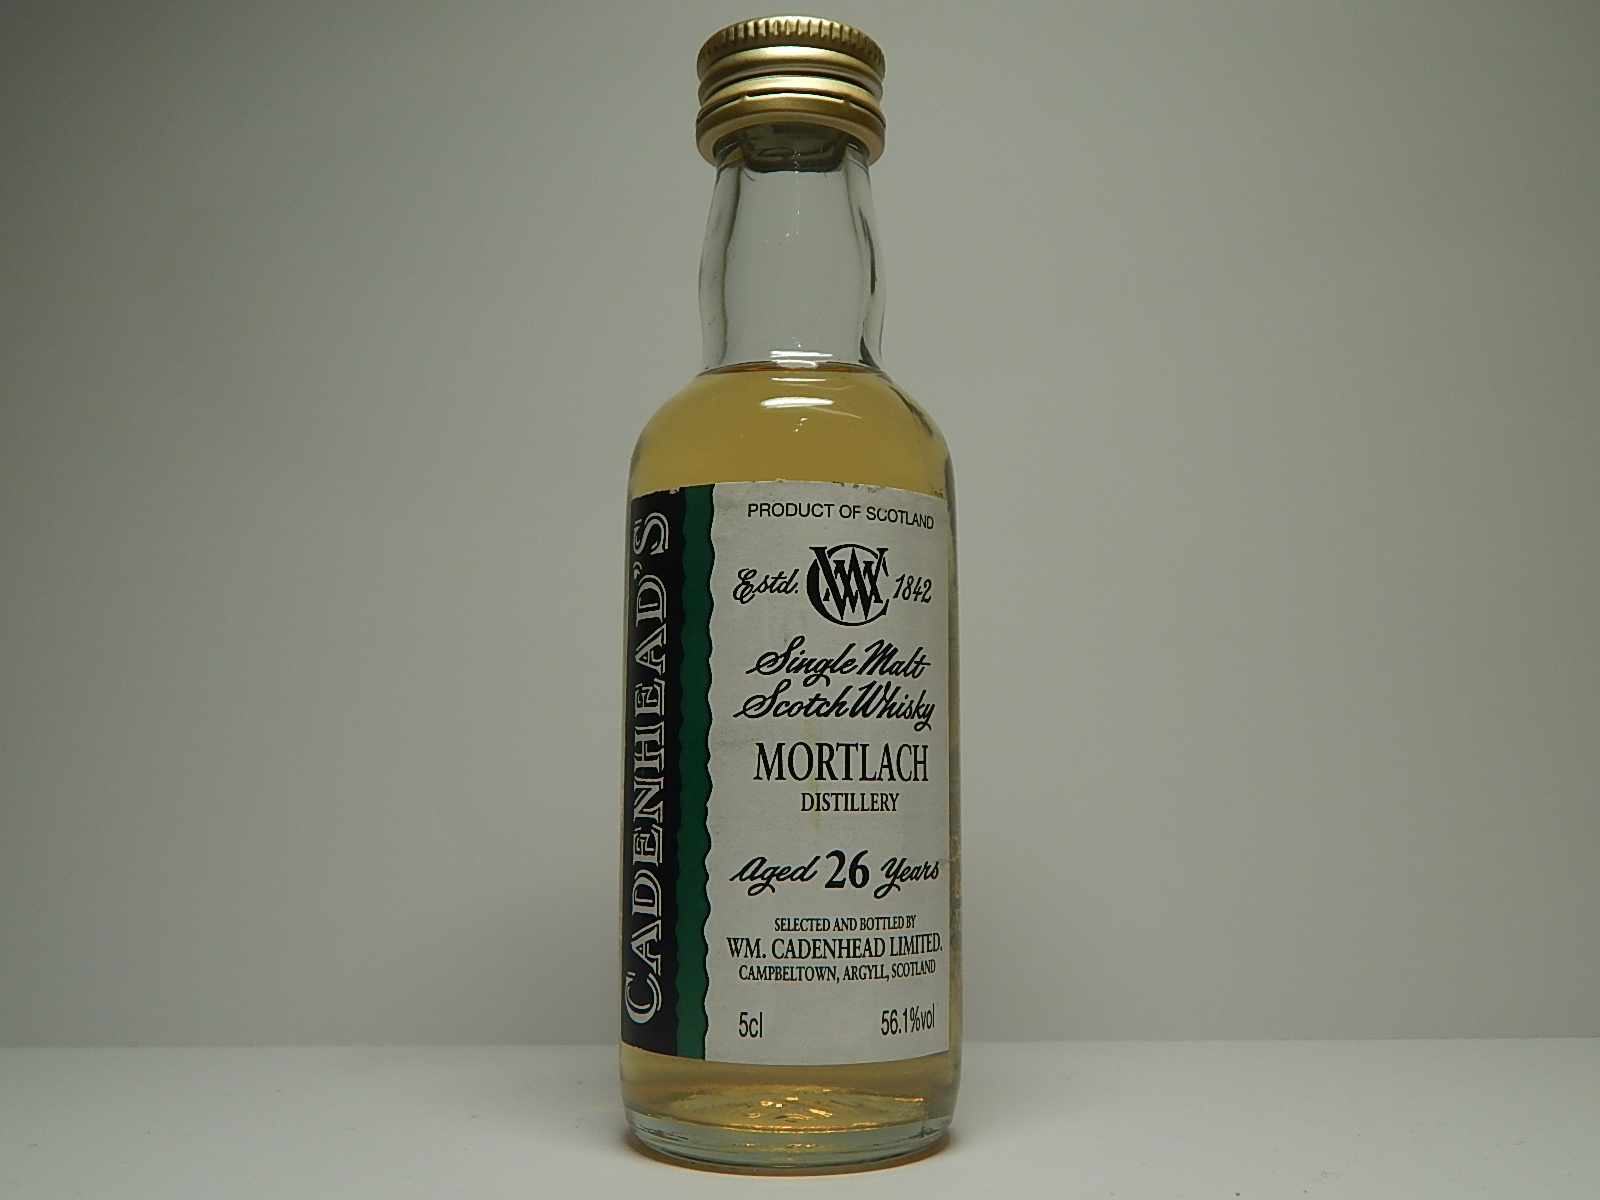 CADENHEAD'S
PRODUCT OF SCOTLAND
Estd. WC 1842
Single Malt
Scotch Whisky
MORTLACH
DISTILLERY
Aged 26 Years
SELECTED AND BOTTLED BY
WM. CADENHEAD LIMITED.
CAMPBELTOWN, ARGYLL, SCOTLAND
5cl 56.1%vol